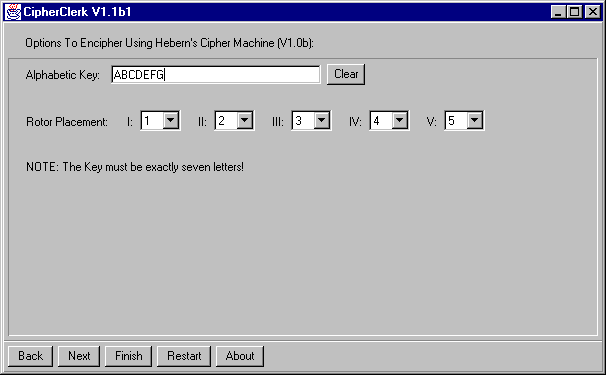 CipherClerk V1.1b1
Options To Encipher Using Hebern's Cipher Machine (V1.0b):
Alphabetic Key: ABCDEFG Clear
Rotor Placement: I: 1 II: 2 III: 3 IV: 4 V: 5
NOTE: The Key must be exactly seven letters!
Back Next Finish Restart About